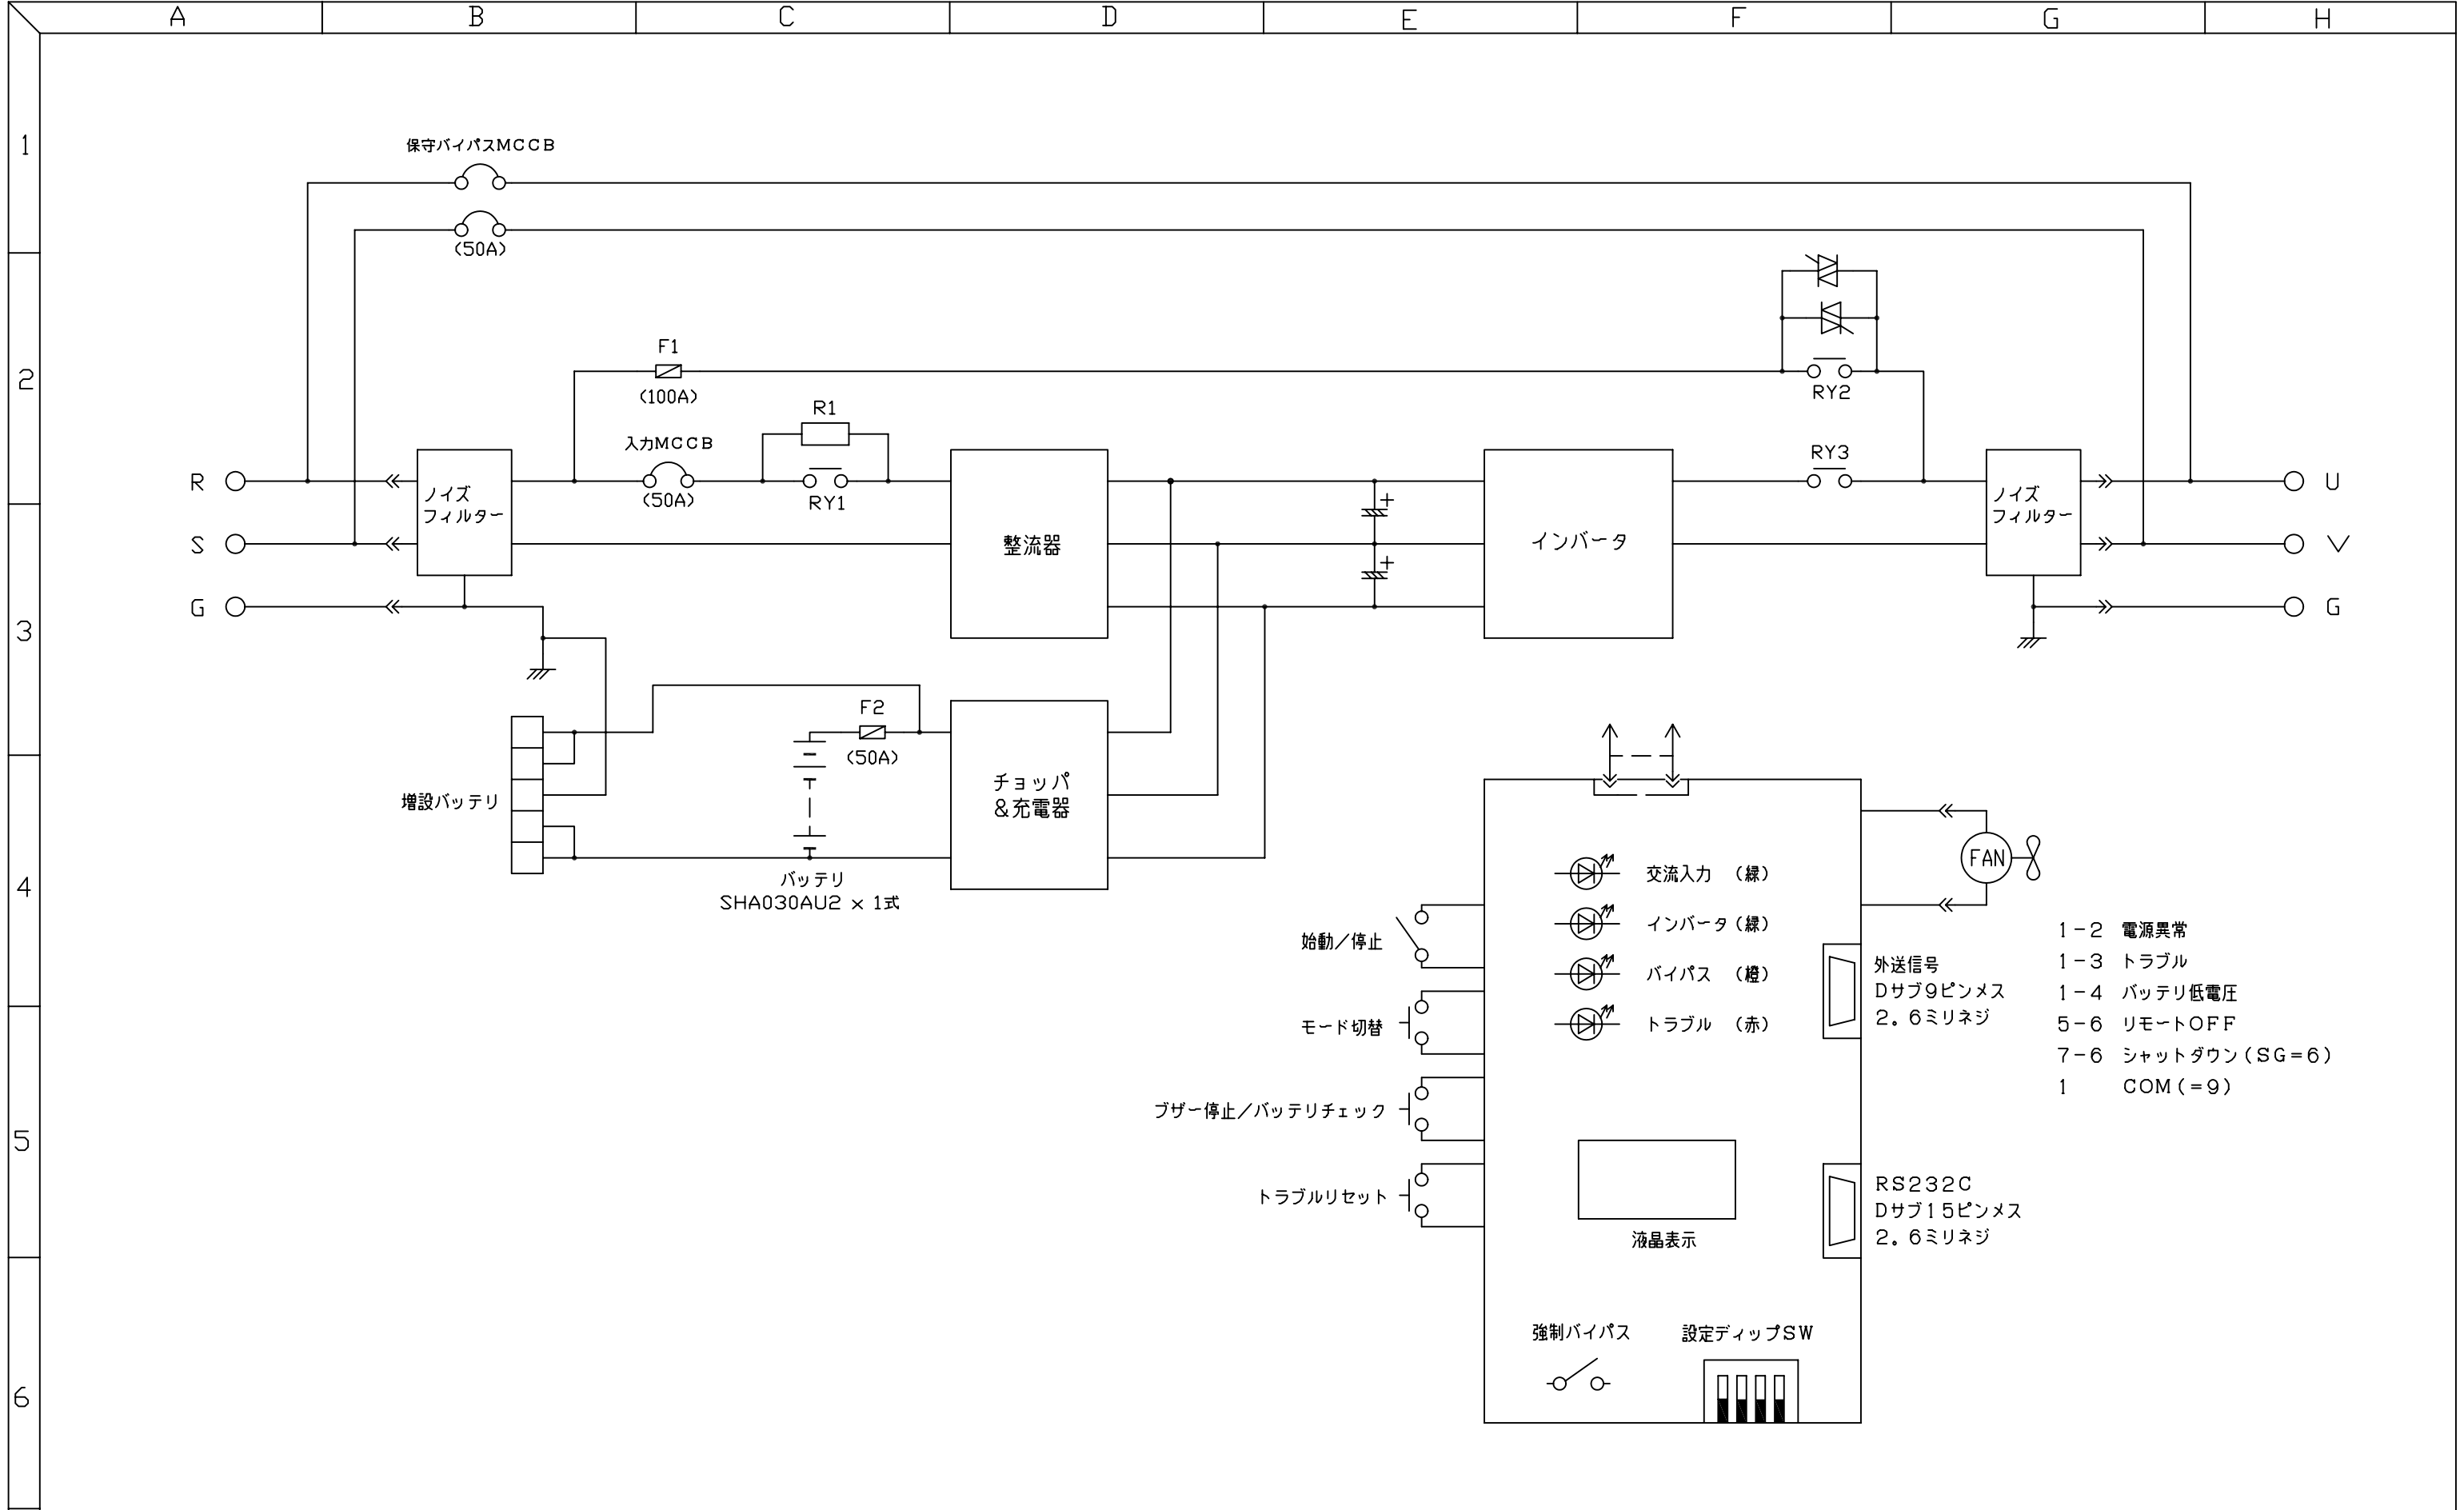 A B C D E F G H
1
保守バイパスMCCB
(50A)
2
F1
(100A)
RY2
R1
入力MCCB
(50A)
RY1
RY3
R
S
G
ノイズ
フィルター
整流器
インバータ
ノイズ
フィルター
U
V
G
3
F2
(50A)
チョッパ
&充電器
増設バッテリ
バッテリ
SHA030AU2 x 1式
4
FAN
交流入力 (緑)
インバータ(緑)
バイパス (橙)
トラブル (赤)
始動/停止
モード切替
ブザー停止/バッテリチェック
トラブルリセット
外送信号
Dサブ9ピンメス
2。6ミリネジ
1-2 電源異常
1-3 トラブル
1-4 バッテリ低電圧
5-6 リモートOFF
7-6 シャットダウン(SG=6)
1 COM(=9)
5
液晶表示
RS232C
Dサブ15ピンメス
2。6ミリネジ
強制バイパス
設定ディップSW
6